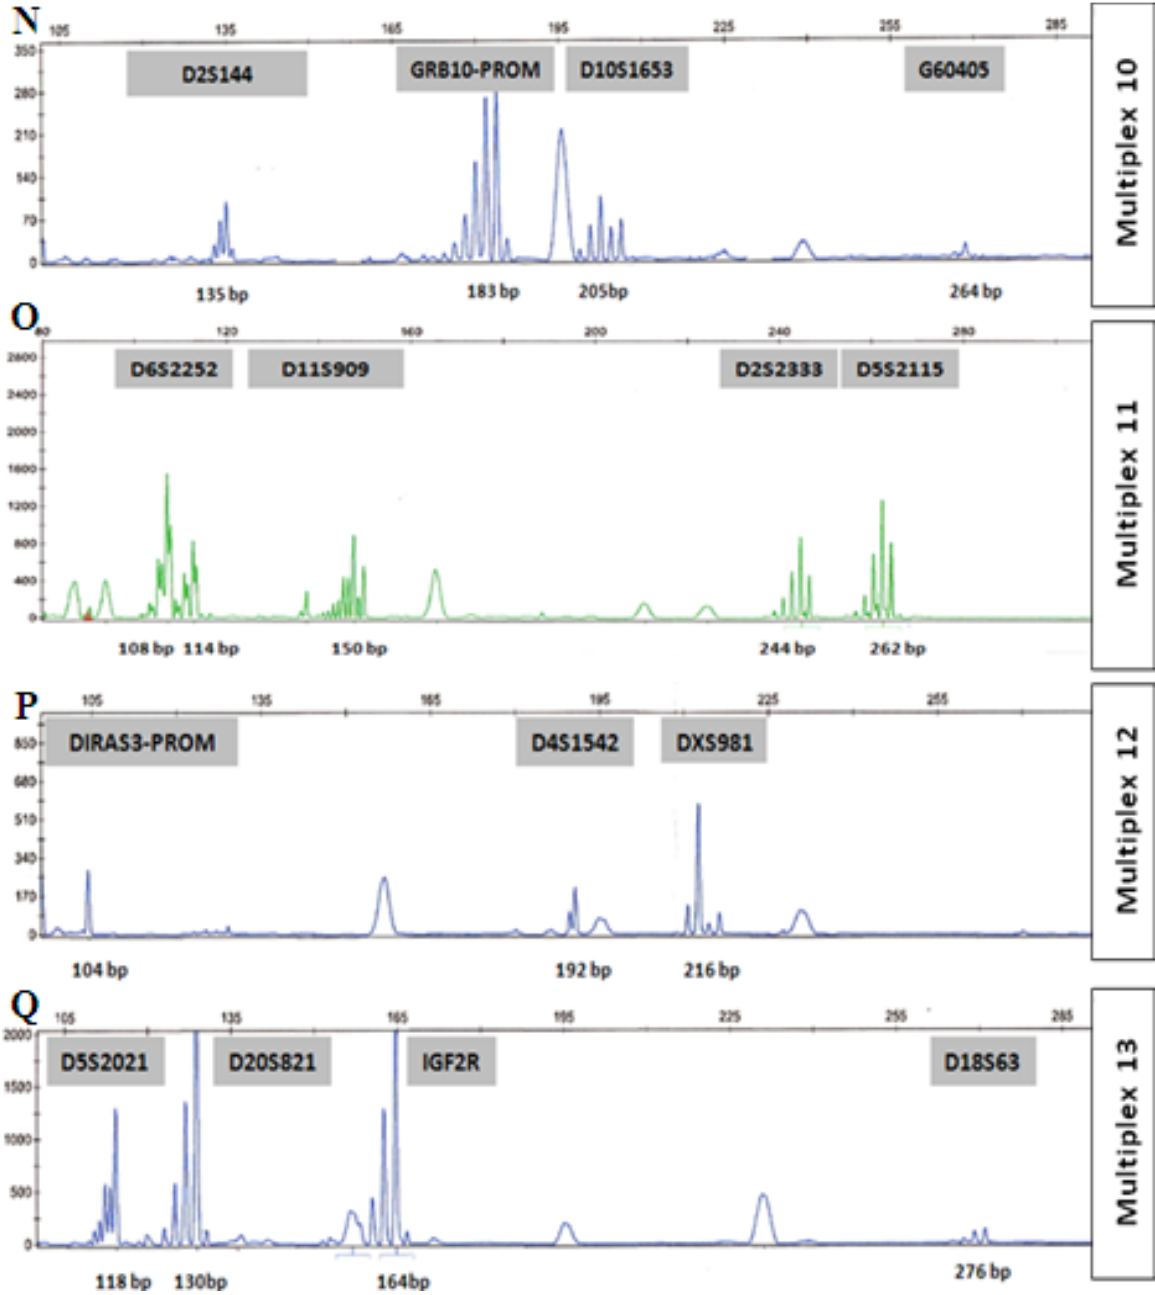 N
105 135 165 195 225 255 285
350
D2S144 GRB10-PROM D10S1653 G60405
280
210
140
70
0
135 bp 183 bp 205bp 264 bp
Multiplex 10
O
80 120 160 200 240 280
2800
D6S2252 D11S909 D2S2333 D5S2115
2400
2000
1600
1200
800
400
0
108 bp 114 bp 150 bp 244 bp 262 bp
Multiplex 11
P
105 135 165 195 225 255
DIRAS3-PROM D4S1542 DXS981
850
680
510
340
170
0
104 bp 192 bp 216 bp
Multiplex 12
Q
105 135 165 195 225 255 285
2000
D5S2021 D20S821 IGF2R D18S63
1500
1000
500
0
118 bp 130bp 164bp 276 bp
Multiplex 13